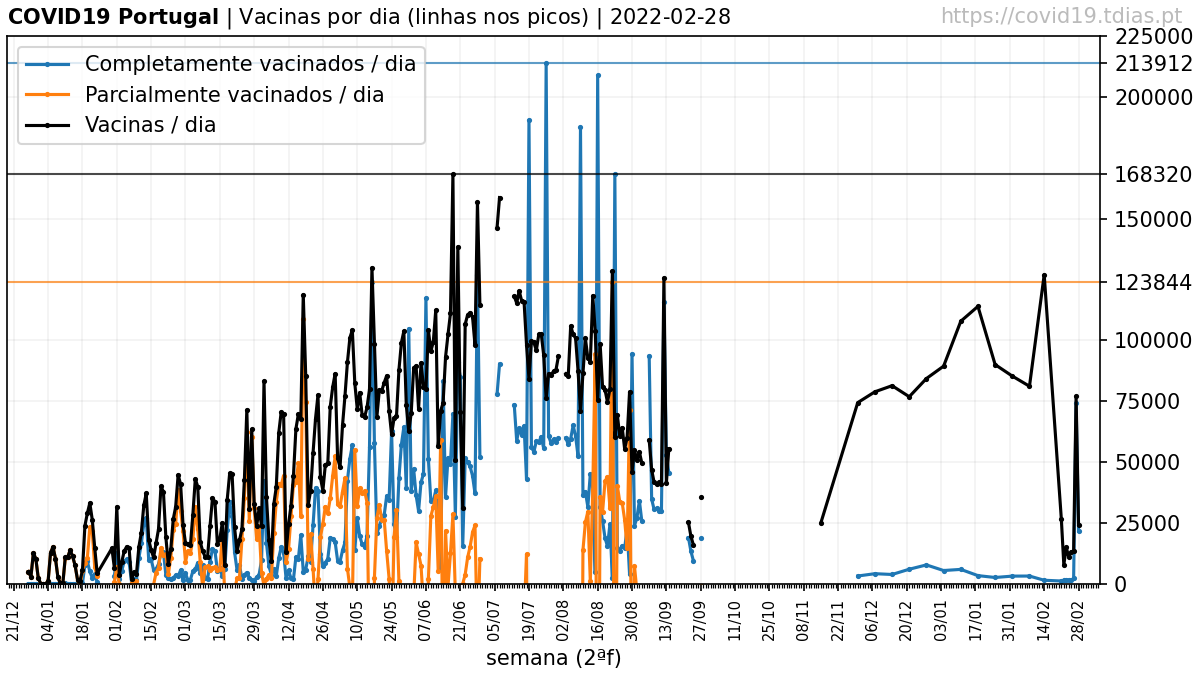 COVID19 Portugal | Vacinas por dia (linhas nos picos) | 2022-02-28
https://covid19.tdias.pt
Completamente vacinados / dia
Parcialmente vacinados / dia
Vacinas / dia
225000
213912
200000
168320
150000
123844
100000
75000
50000
25000
0
21/12 04/01 18/01 01/02 15/02 01/03 15/03 29/03 12/04 26/04 10/05 24/05 07/06 21/06 05/07 19/07 02/08 16/08 30/08 13/09 27/09 11/10 25/10 08/11 22/11 06/12 20/12 03/01 17/01 31/01 14/02 28/02
semana (2ªf)